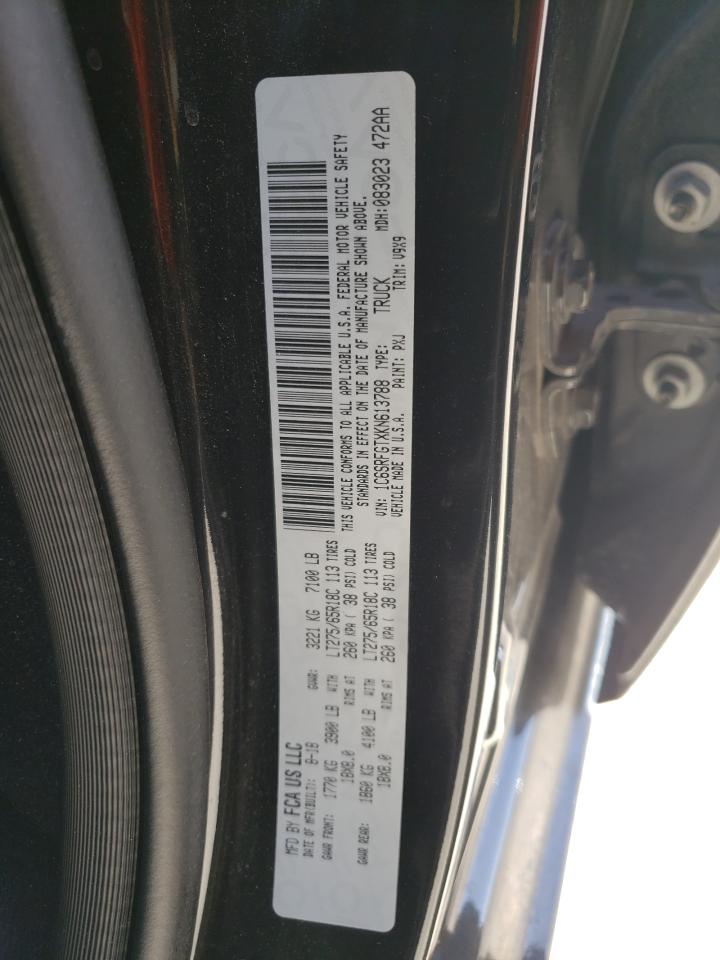 MFD BY FCA US LLC
DATE OF MFR(BUILT): 8-18 GVWR: 3221 KG 7100 LB
GAWR FRONT: 1770 KG 3900 LB WITH LT275/65R18C 113 TIRES
18X8.0 RIMS AT 260 KPA ( 38 PSI) COLD
GAWR REAR: 1860 KG 4100 LB WITH LT275/65R18C 113 TIRES
18X8.0 RIMS AT 260 KPA ( 38 PSI) COLD
THIS VEHICLE CONFORMS TO ALL APPLICABLE U.S.A. FEDERAL MOTOR VEHICLE SAFETY
STANDARDS IN EFFECT ON THE DATE OF MANUFACTURE SHOWN ABOVE.
VIN: 1C6SRFGTXKN613788 TYPE: TRUCK MDH:083023 472AA
VEHICLE MADE IN U.S.A. PAINT: PXJ TRIM: V9X9